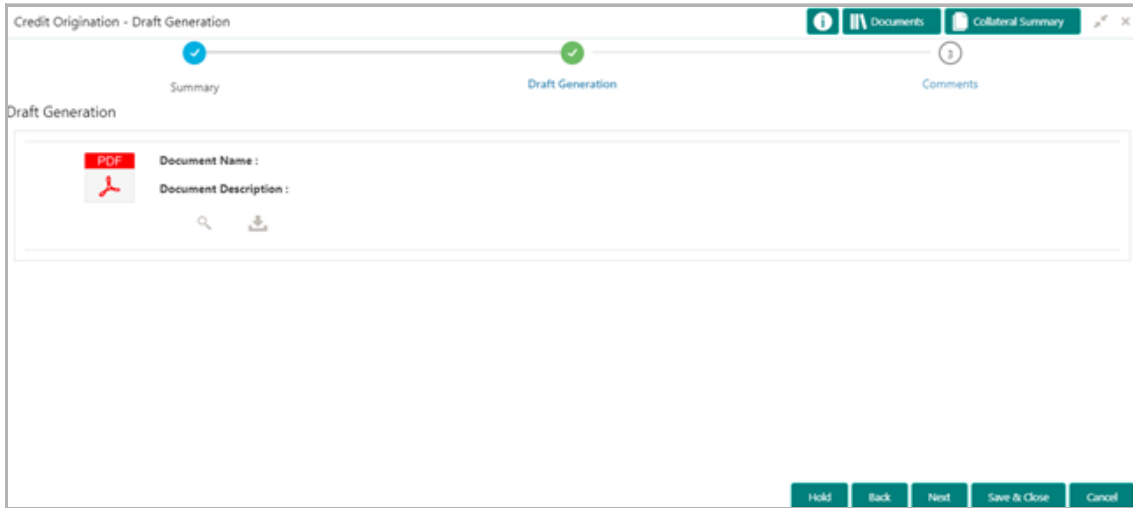 Credit Origination - Draft Generation
i Documents Collateral Summary
3
Summary Draft Generation Comments
Draft Generation
PDF Document Name :
Document Description :
Hold Back Next Save & Close Cancel